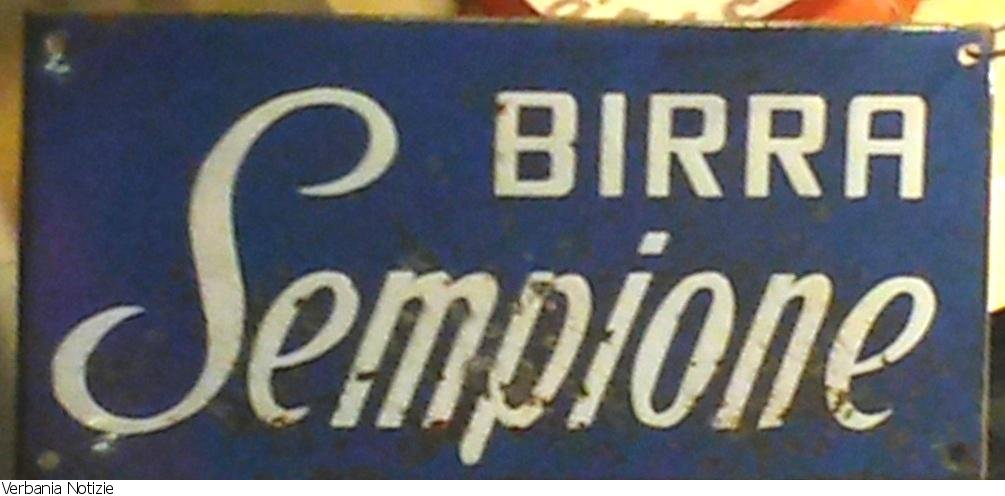 BIRRA
Sempione
Verbania Notizie